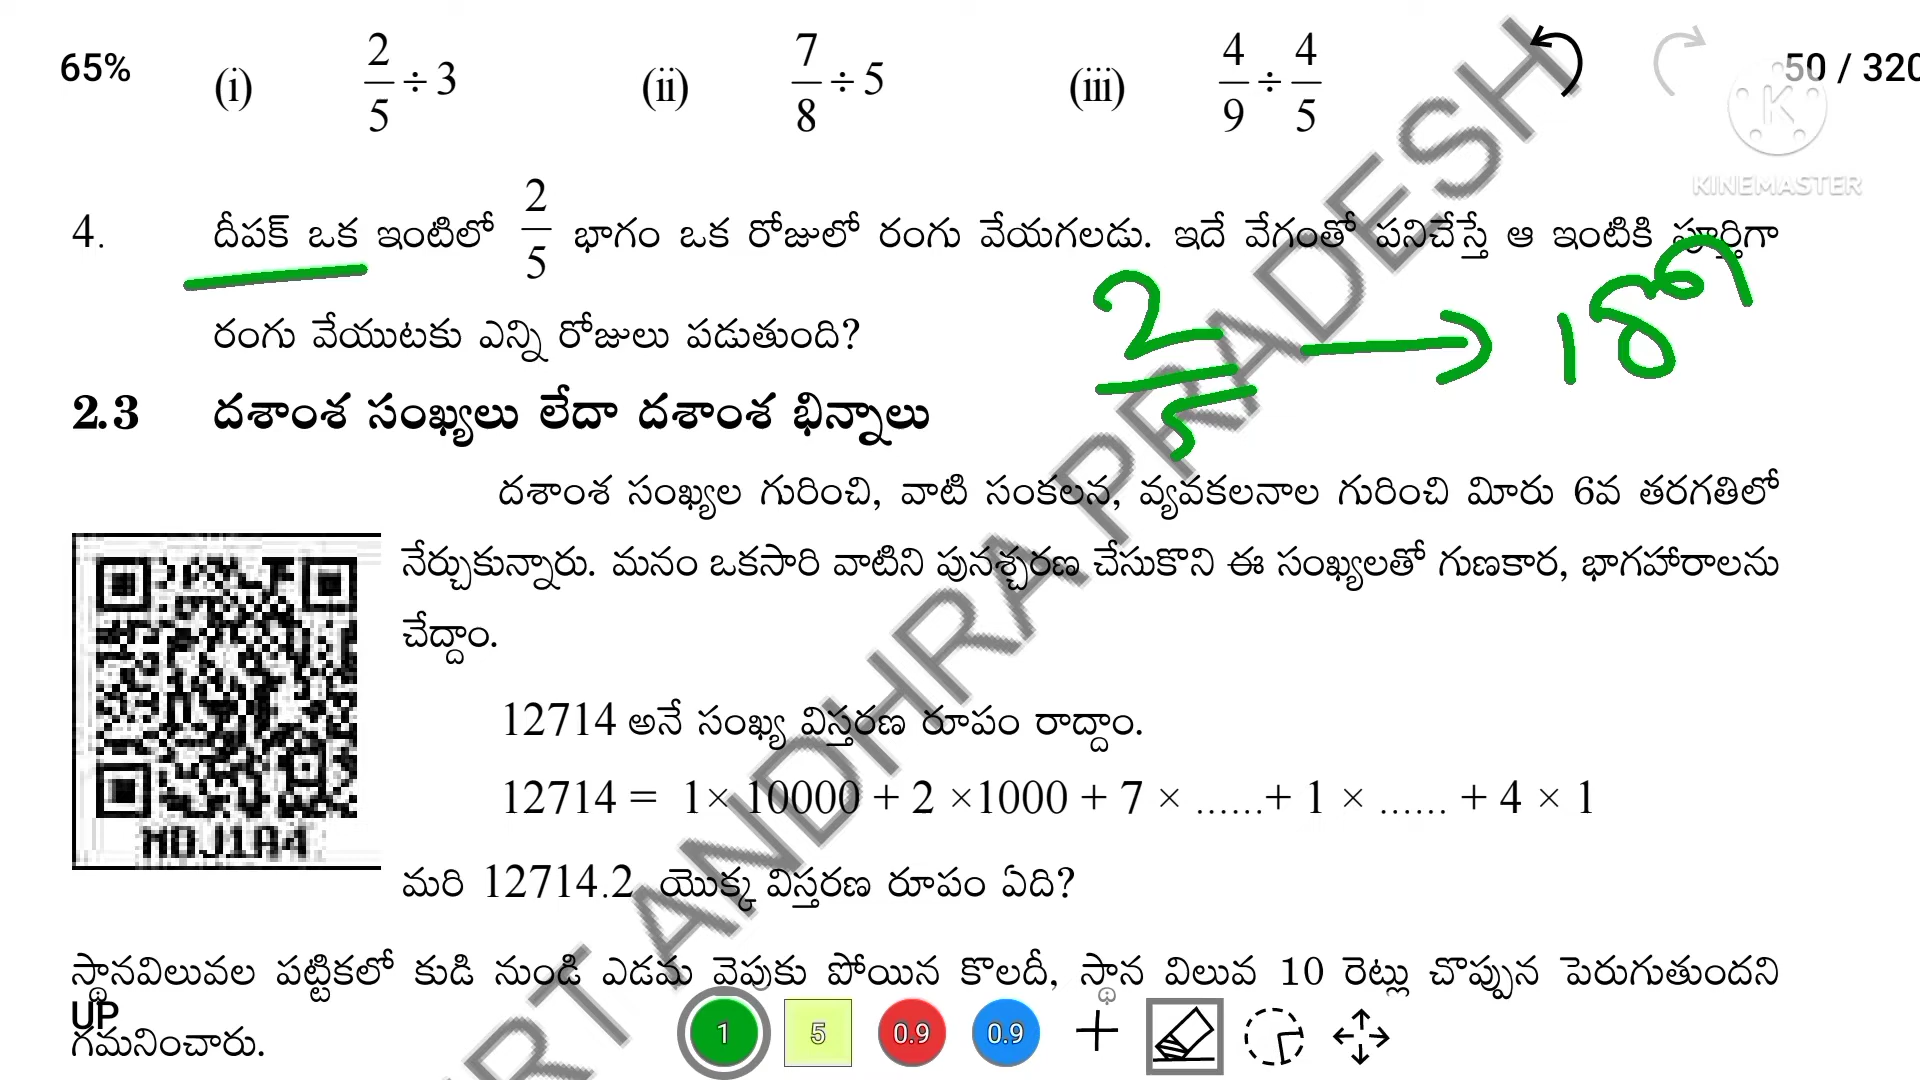 65%
(i) 2/5 ÷ 3 (ii) 7/8 ÷ 5 (iii) 4/9 ÷ 4/5
50 / 320
KINEMASTER
4. దీపక్ ఒక ఇంటిలో 2/5 భాగం ఒక రోజులో రంగు వేయగలడు. ఇదే వేగంతో పనిచేస్తే ఆ ఇంటికి పూర్తిగా
రంగు వేయుటకు ఎన్ని రోజులు పడుతుంది?
2/5 →
2.3 దశాంశ సంఖ్యలు లేదా దశాంశ భిన్నాలు
దశాంశ సంఖ్యల గురించి, వాటి సంకలన, వ్యవకలనాల గురించి మీరు 6వ తరగతిలో
నేర్చుకున్నారు. మనం ఒకసారి వాటిని పునశ్చరణ చేసుకొని ఈ సంఖ్యలతో గుణకార, భాగహారాలను
చేద్దాం.
12714 అనే సంఖ్య విస్తరణ రూపం రాద్దాం.
12714 = 1× 10000 + 2 ×1000 + 7 × ......+ 1 × ...... + 4 × 1
M0J1A4
మరి 12714.2 యొక్క విస్తరణ రూపం ఏది?
స్థానవిలువల పట్టికలో కుడి నుండి ఎడమ వైపుకు పోయిన కొలదీ, స్థాన విలువ 10 రెట్లు చొప్పున పెరుగుతుందని
గమనించారు.
UP
1 5 0.9 0.9
RT ANDHRA PRADESH